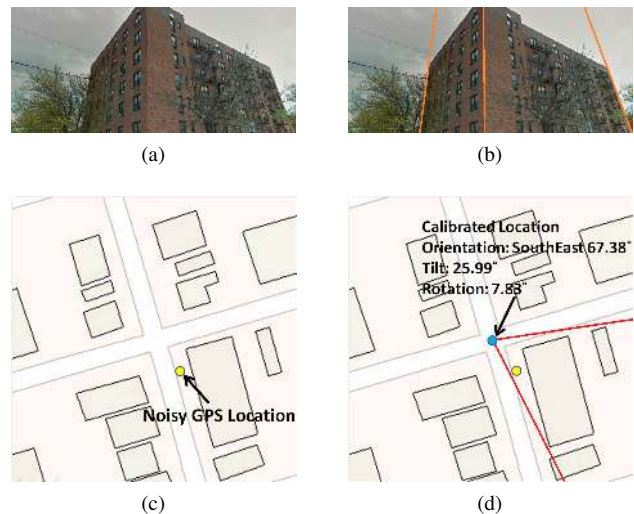 (a)
(b)
Calibrated Location
Orientation: SouthEast 67.38°
Tilt: 25.99°
Rotation: 7.83°
Noisy GPS Location
(c)
(d)